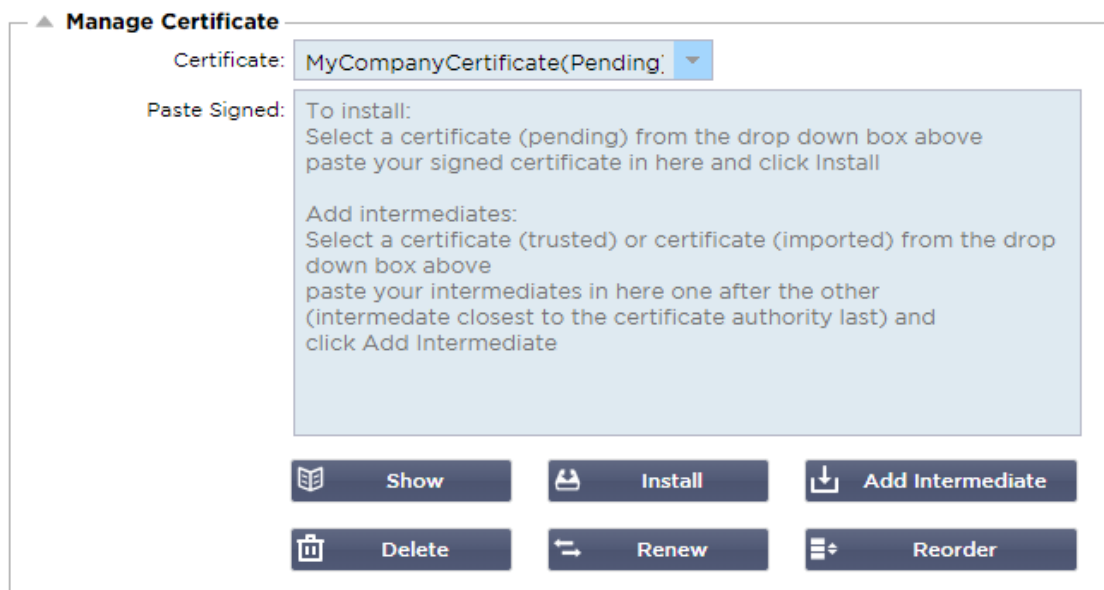 Manage Certificate
Certificate: MyCompanyCertificate(Pending)
Paste Signed: To install:
Select a certificate (pending) from the drop down box above
paste your signed certificate in here and click Install
Add intermediates:
Select a certificate (trusted) or certificate (imported) from the drop
down box above
paste your intermediates in here one after the other
(intermedate closest to the certificate authority last) and
click Add Intermediate
Show Install Add Intermediate
Delete Renew Reorder